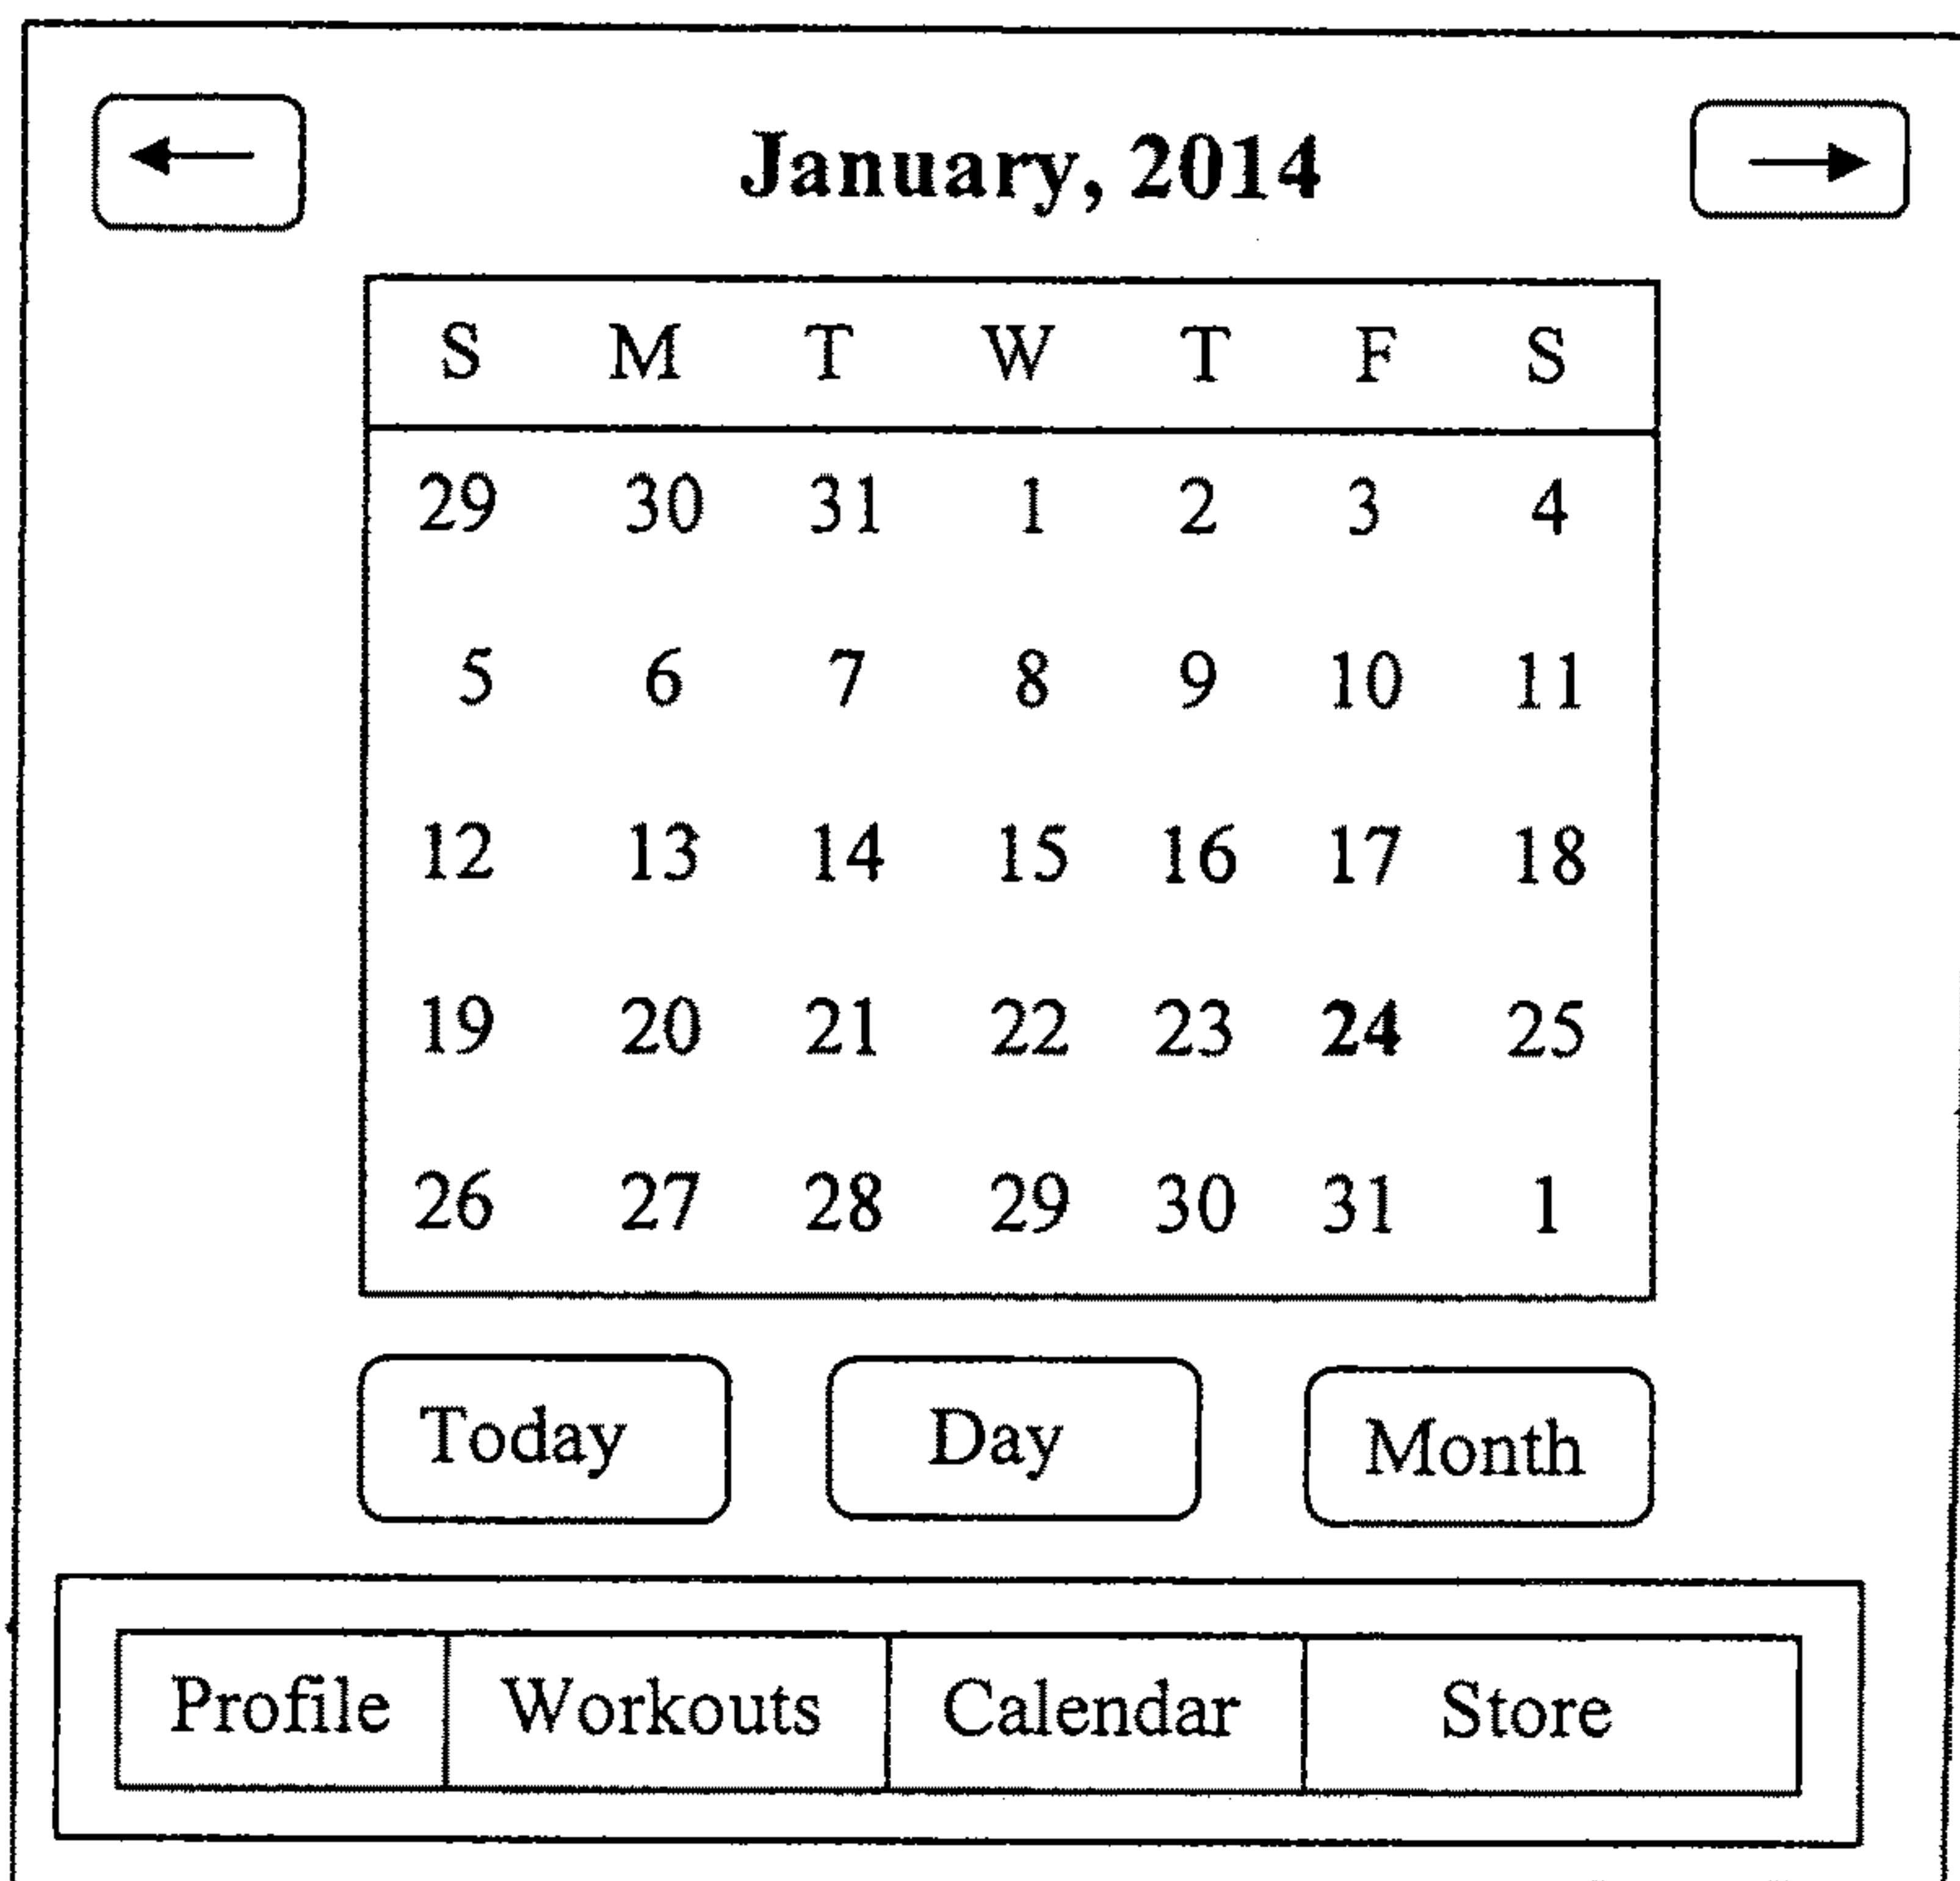 January, 2014
S M T W T F S
29 30 31 1 2 3 4
5 6 7 8 9 10 11
12 13 14 15 16 17 18
19 20 21 22 23 24 25
26 27 28 29 30 31 1
Today Day Month
Profile Workouts Calendar Store